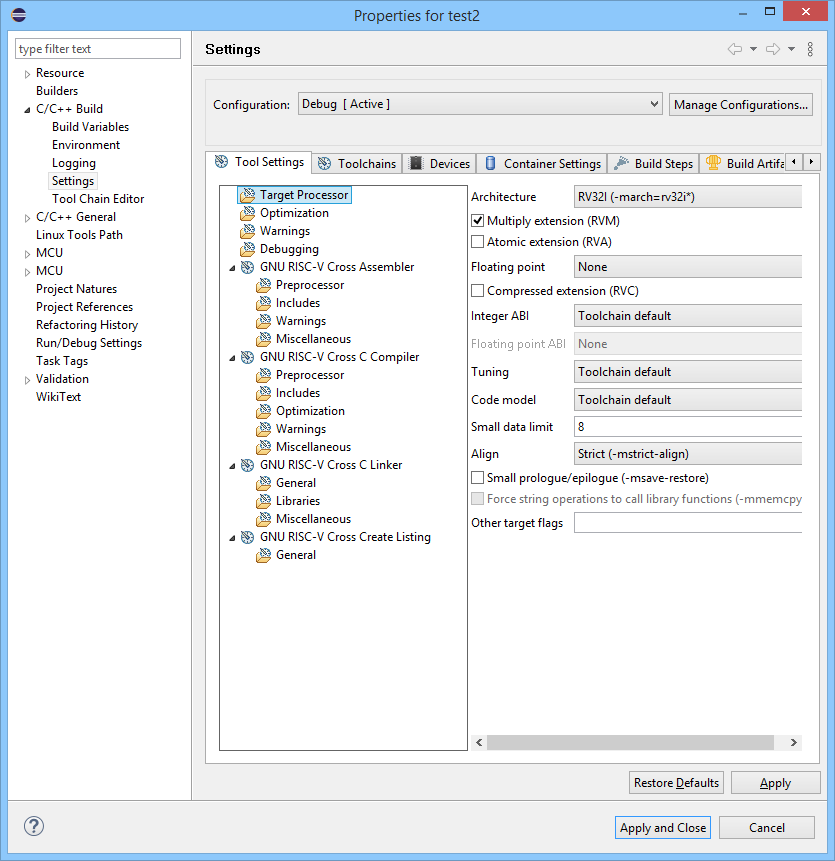 Properties for test2
type filter text
Resource
Builders
C/C++ Build
Build Variables
Environment
Logging
Settings
Tool Chain Editor
C/C++ General
Linux Tools Path
MCU
MCU
Project Natures
Project References
Refactoring History
Run/Debug Settings
Task Tags
Validation
WikiText
Settings
Configuration:
Debug [ Active ]
Manage Configurations...
Tool Settings
Toolchains
Devices
Container Settings
Build Steps
Build Artifa
Target Processor
Optimization
Warnings
Debugging
GNU RISC-V Cross Assembler
Preprocessor
Includes
Warnings
Miscellaneous
GNU RISC-V Cross C Compiler
Preprocessor
Includes
Optimization
Warnings
Miscellaneous
GNU RISC-V Cross C Linker
General
Libraries
Miscellaneous
GNU RISC-V Cross Create Listing
General
Architecture
RV32I (-march=rv32i*)
Multiply extension (RVM)
Atomic extension (RVA)
Floating point
None
Compressed extension (RVC)
Integer ABI
Toolchain default
Floating point ABI
None
Tuning
Toolchain default
Code model
Toolchain default
Small data limit
8
Align
Strict (-mstrict-align)
Small prologue/epilogue (-msave-restore)
Force string operations to call library functions (-mmemcpy
Other target flags
Restore Defaults
Apply
?
Apply and Close
Cancel